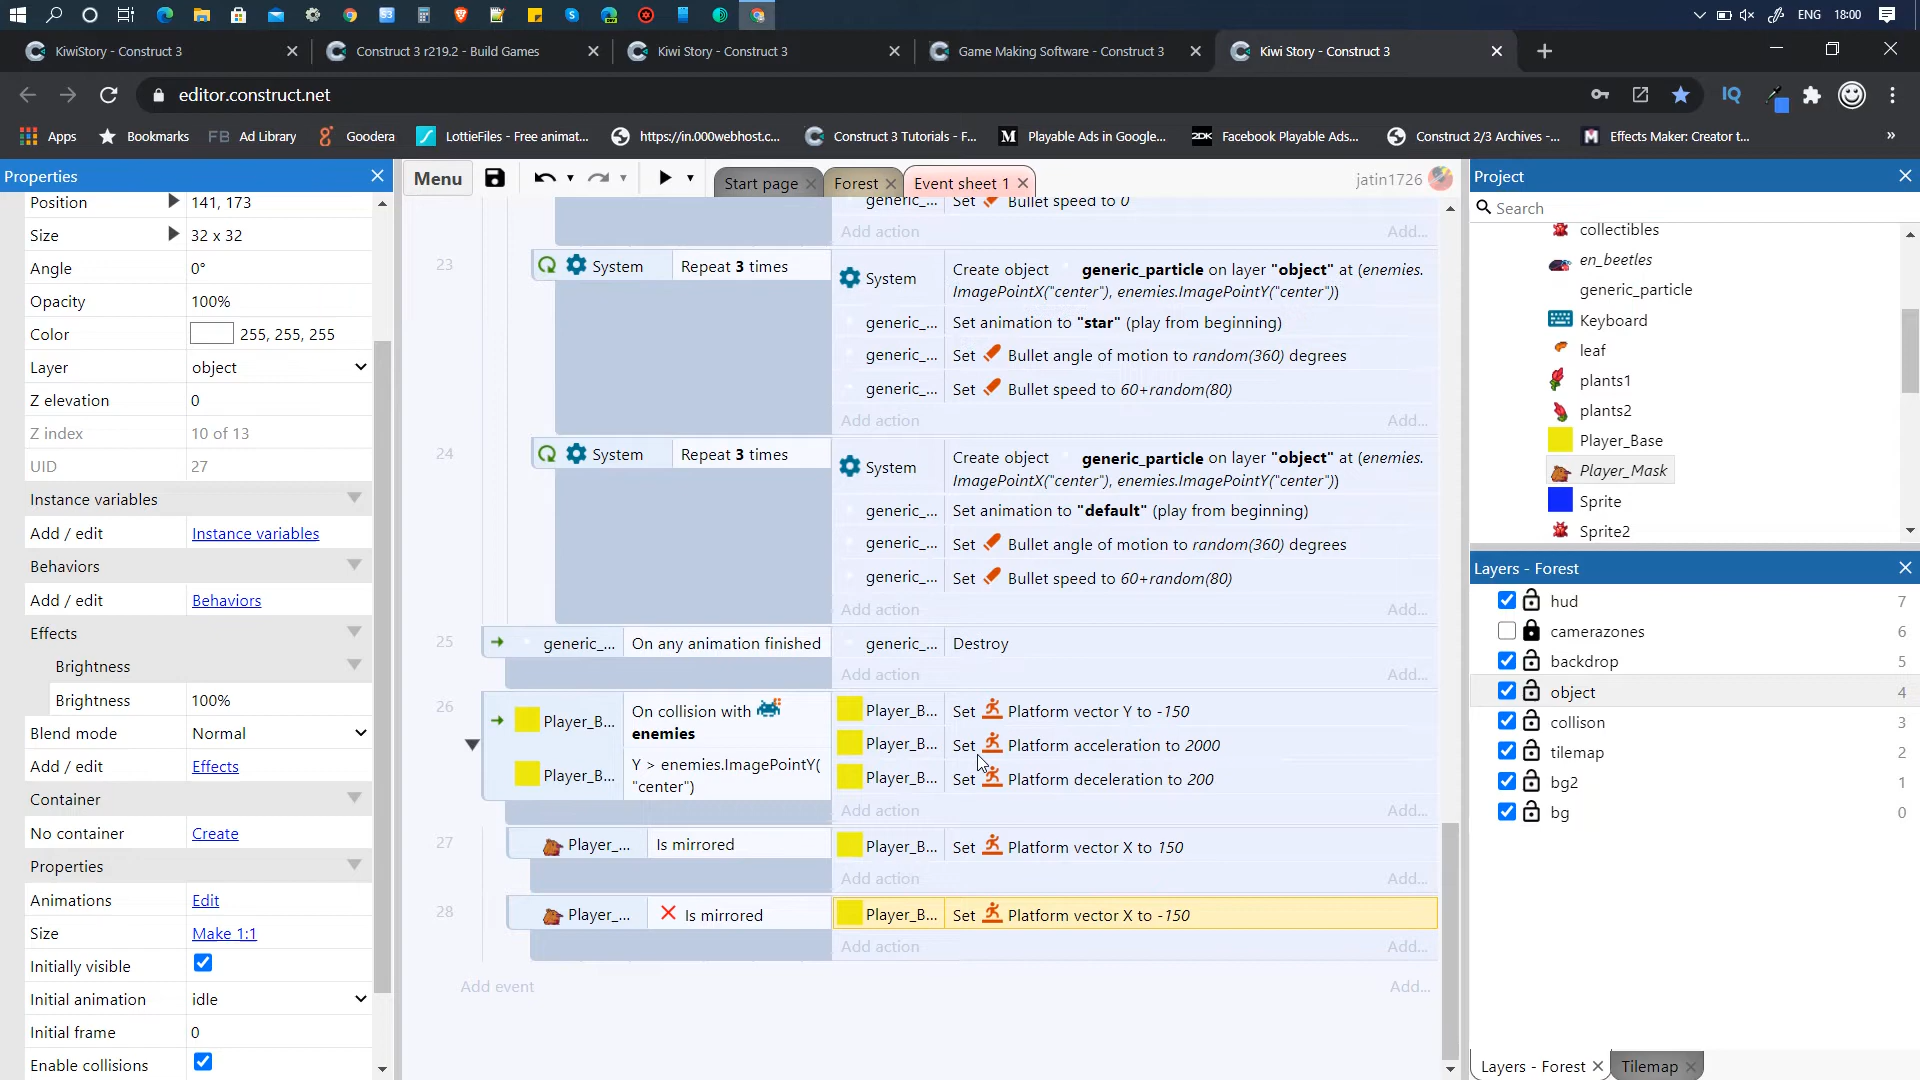 ENG 18:00
KiwiStory - Construct 3
Construct 3 r219.2 - Build Games
Kiwi Story - Construct 3
Game Making Software - Construct 3
Kiwi Story - Construct 3
editor.construct.net
IQ
Apps
Bookmarks
FB Ad Library
Goodera
LottieFiles - Free animat...
https://in.000webhost.c...
Construct 3 Tutorials - F...
M Playable Ads in Google...
Facebook Playable Ads...
Construct 2/3 Archives -...
M Effects Maker: Creator t...
Properties
Position 141, 173
Size 32 x 32
Angle 0°
Opacity 100%
Color 255, 255, 255
Layer object
Z elevation 0
Z index 10 of 13
UID 27
Instance variables
Add / edit Instance variables
Behaviors
Add / edit Behaviors
Effects
Brightness
Brightness 100%
Blend mode Normal
Add / edit Effects
Container
No container Create
Properties
Animations Edit
Size Make 1:1
Initially visible
Initial animation idle
Initial frame 0
Enable collisions
Menu
Start page
Forest
Event sheet 1
jatin1726
generic_... Set Bullet speed to 0
Add action Add...
23 System Repeat 3 times
System Create object generic_particle on layer "object" at (enemies.
ImagePointX("center"), enemies.ImagePointY("center"))
generic_... Set animation to "star" (play from beginning)
generic_... Set Bullet angle of motion to random(360) degrees
generic_... Set Bullet speed to 60+random(80)
Add action Add...
24 System Repeat 3 times
System Create object generic_particle on layer "object" at (enemies.
ImagePointX("center"), enemies.ImagePointY("center"))
generic_... Set animation to "default" (play from beginning)
generic_... Set Bullet angle of motion to random(360) degrees
generic_... Set Bullet speed to 60+random(80)
Add action Add...
25 generic_... On any animation finished generic_... Destroy
Add action Add...
26 Player_B... On collision with enemies
Player_B... Y > enemies.ImagePointY(
"center")
Player_B... Set Platform vector Y to -150
Player_B... Set Platform acceleration to 2000
Player_B... Set Platform deceleration to 200
Add action Add...
27 Player_... Is mirrored Player_B... Set Platform vector X to 150
Add action Add...
28 Player_... Is mirrored Player_B... Set Platform vector X to -150
Add action Add...
Add event Add...
Project
Search
collectibles
en_beetles
generic_particle
Keyboard
leaf
plants1
plants2
Player_Base
Player_Mask
Sprite
Sprite2
Layers - Forest
hud 7
camerazones 6
backdrop 5
object 4
collison 3
tilemap 2
bg2 1
bg 0
Layers - Forest
Tilemap